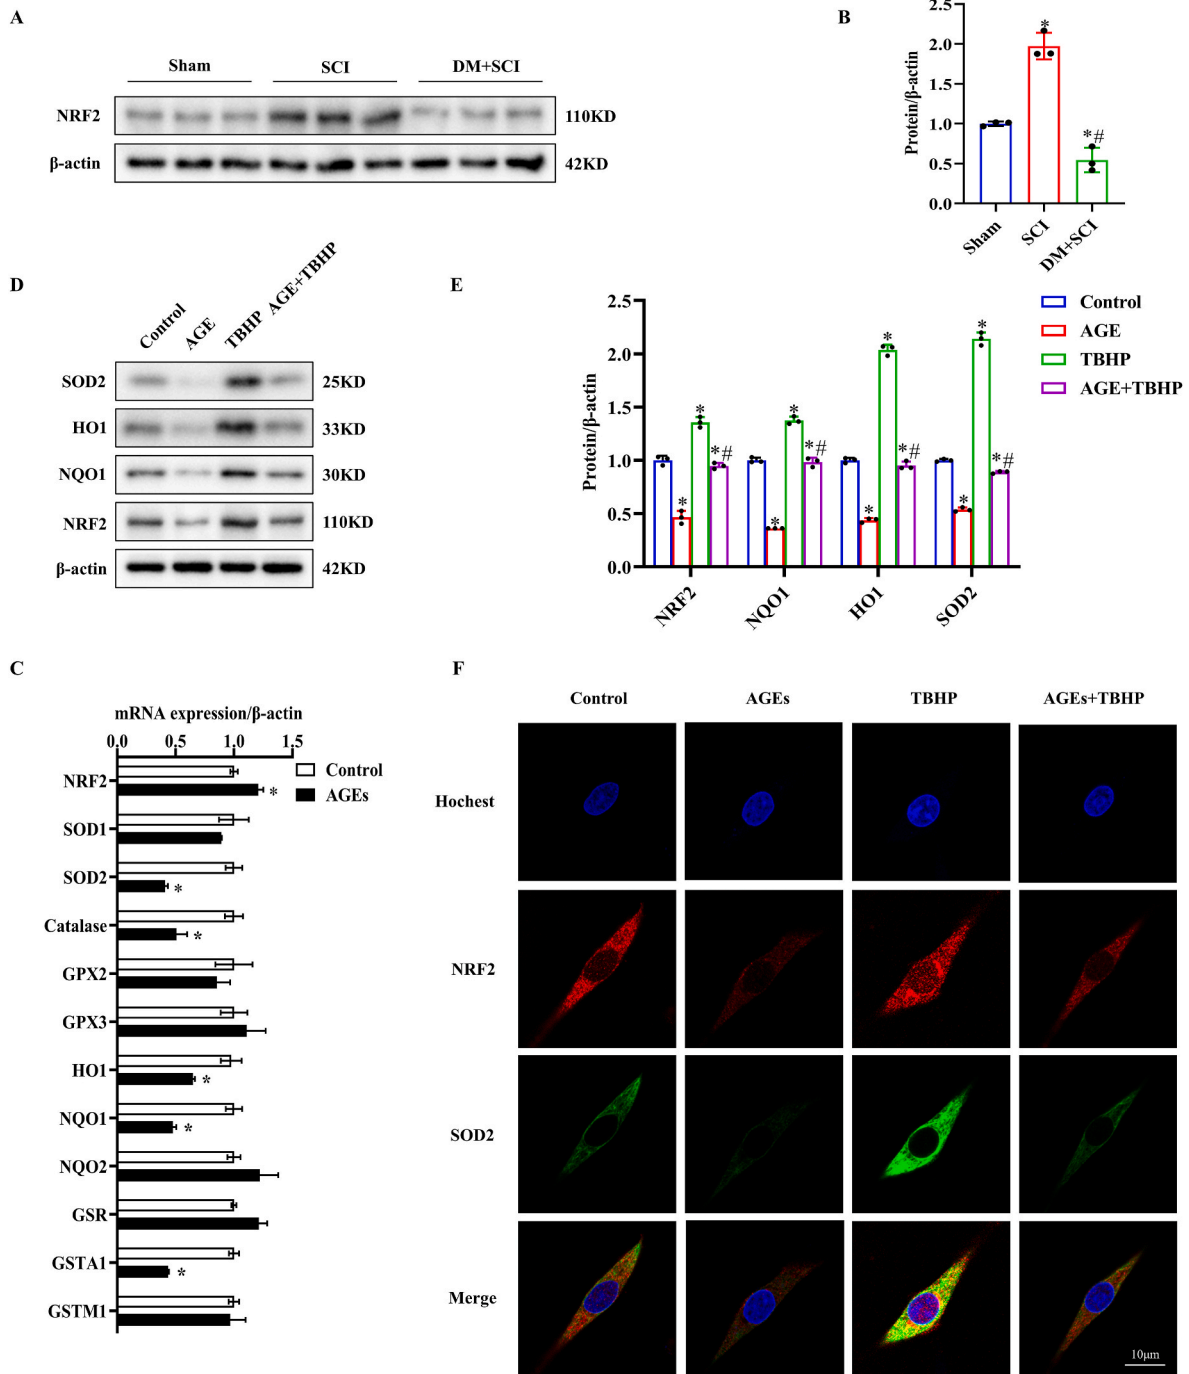 A
Sham SCI DM+SCI
NRF2 110KD
β-actin 42KD
B
Protein/β-actin
2.5
2.0
1.5
1.0
0.5
0.0
* *#
Sham SCI DM+SCI
D
Control AGE TBHP AGE+TBHP
SOD2 25KD
HO1 33KD
NQO1 30KD
NRF2 110KD
β-actin 42KD
E
Protein/β-actin
2.5
2.0
1.5
1.0
0.5
0.0
* * *# * * *# * * *# * * *#
NRF2 NQO1 HO1 SOD2
Control
AGE
TBHP
AGE+TBHP
C
mRNA expression/β-actin
0.0 0.5 1.0 1.5
Control
AGEs
NRF2 *
SOD1
SOD2 *
Catalase *
GPX2
GPX3
HO1 *
NQO1 *
NQO2
GSR
GSTA1 *
GSTM1
F
Control AGEs TBHP AGEs+TBHP
Hochest
NRF2
SOD2
Merge
10μm